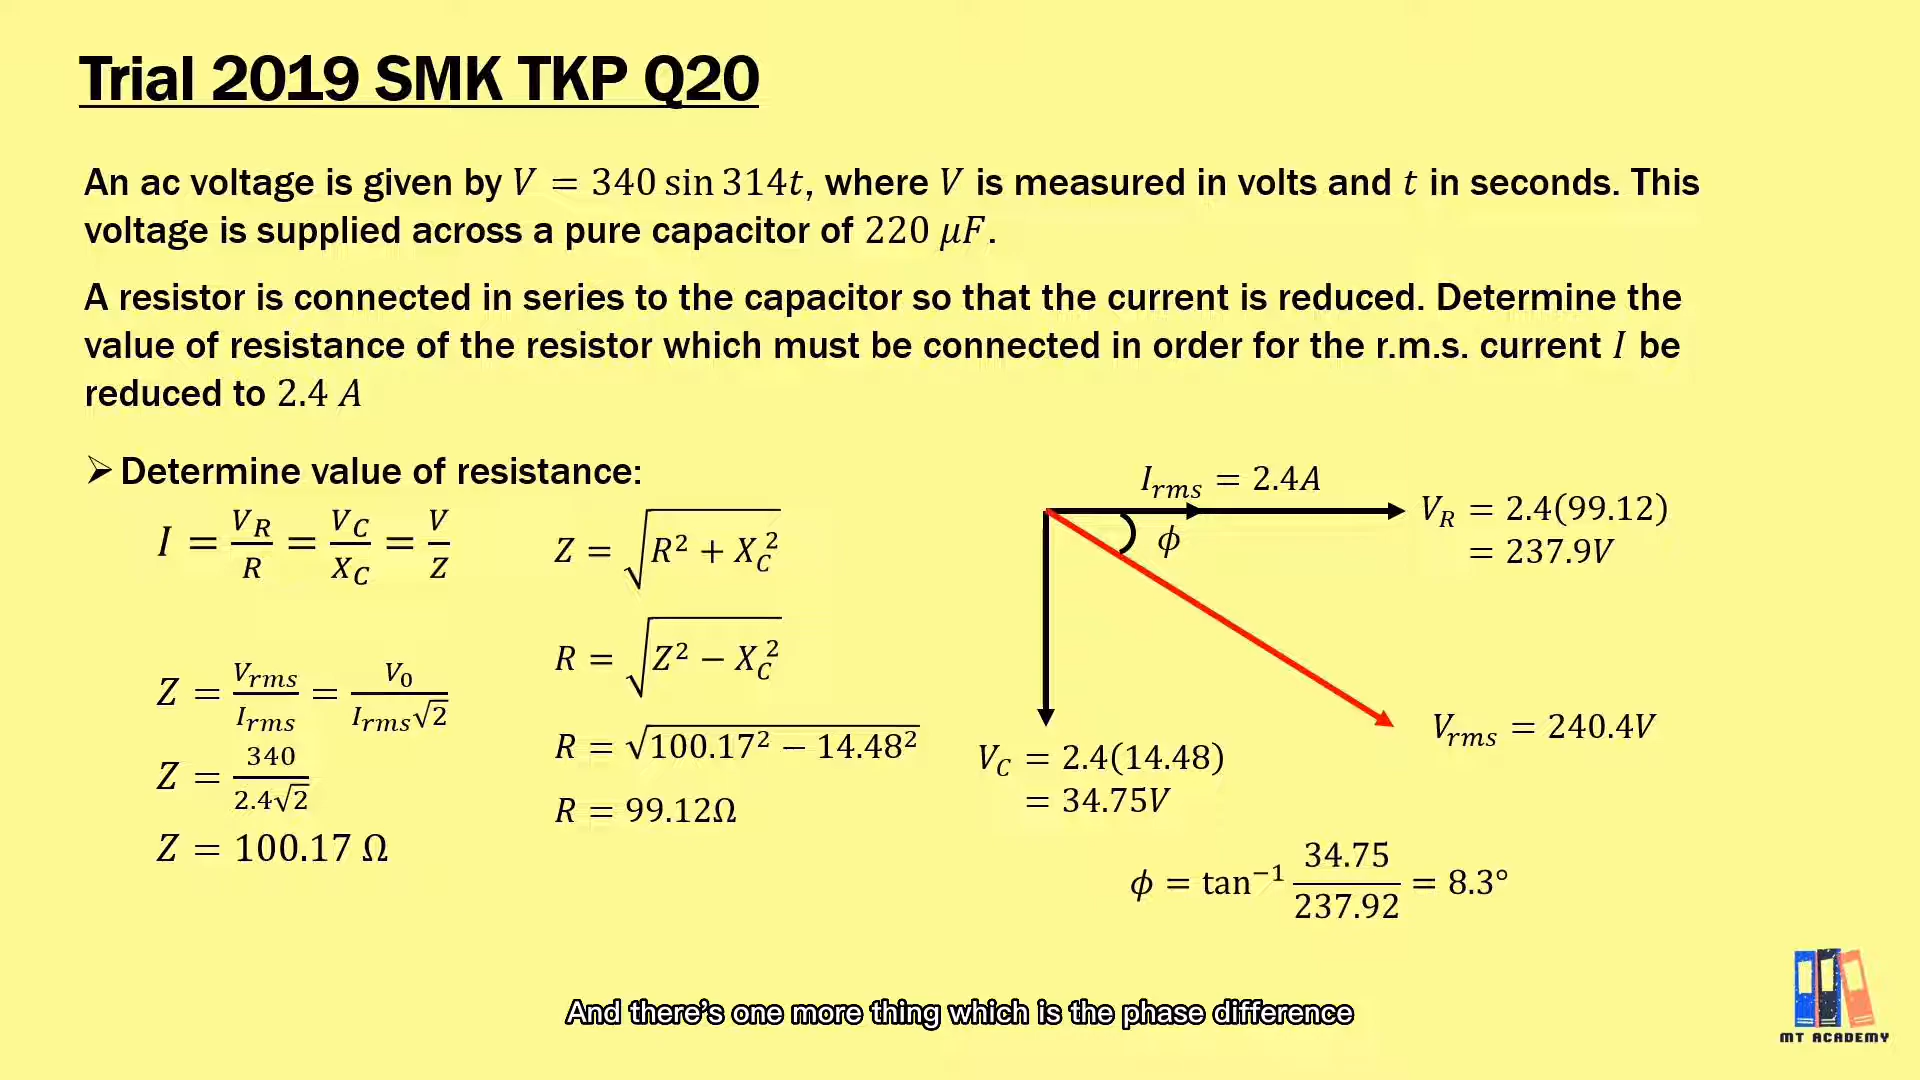 Trial 2019 SMK TKP Q20
An ac voltage is given by V = 340 sin 314t, where V is measured in volts and t in seconds. This
voltage is supplied across a pure capacitor of 220 μF.
A resistor is connected in series to the capacitor so that the current is reduced. Determine the
value of resistance of the resistor which must be connected in order for the r.m.s. current I be
reduced to 2.4 A
➢ Determine value of resistance:
I = V_R/R = V_C/X_C = V/Z
Z = V_rms/I_rms = V_0/(I_rms√2)
Z = 340/(2.4√2)
Z = 100.17 Ω
Z = √(R² + X_C²)
R = √(Z² − X_C²)
R = √(100.17² − 14.48²)
R = 99.12Ω
I_rms = 2.4A
V_R = 2.4(99.12)
= 237.9V
ϕ
V_rms = 240.4V
V_C = 2.4(14.48)
= 34.75V
ϕ = tan⁻¹ 34.75/237.92 = 8.3°
And there's one more thing which is the phase difference
MT ACADEMY